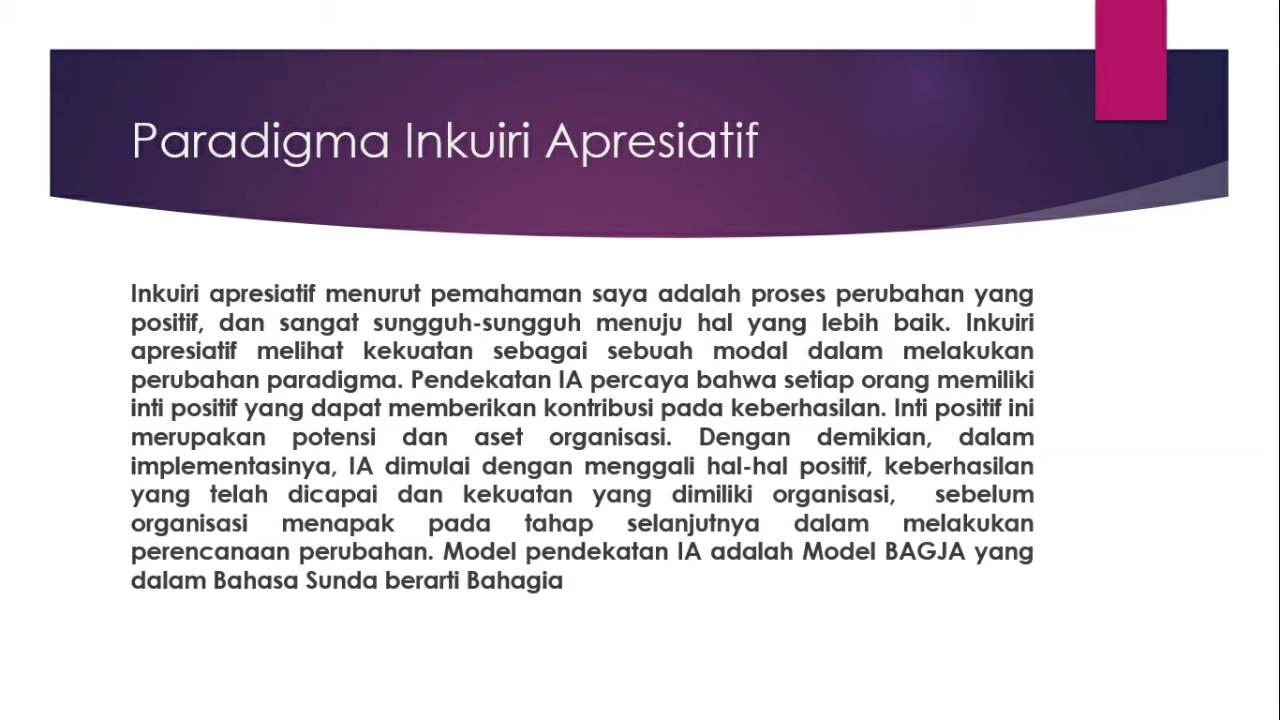 Paradigma Inkuiri Apresiatif
Inkuiri apresiatif menurut pemahaman saya adalah proses perubahan yang
positif, dan sangat sungguh-sungguh menuju hal yang lebih baik. Inkuiri
apresiatif melihat kekuatan sebagai sebuah modal dalam melakukan
perubahan paradigma. Pendekatan IA percaya bahwa setiap orang memiliki
inti positif yang dapat memberikan kontribusi pada keberhasilan. Inti positif ini
merupakan potensi dan aset organisasi. Dengan demikian, dalam
implementasinya, IA dimulai dengan menggali hal-hal positif, keberhasilan
yang telah dicapai dan kekuatan yang dimiliki organisasi, sebelum
organisasi menapak pada tahap selanjutnya dalam melakukan
perencanaan perubahan. Model pendekatan IA adalah Model BAGJA yang
dalam Bahasa Sunda berarti Bahagia